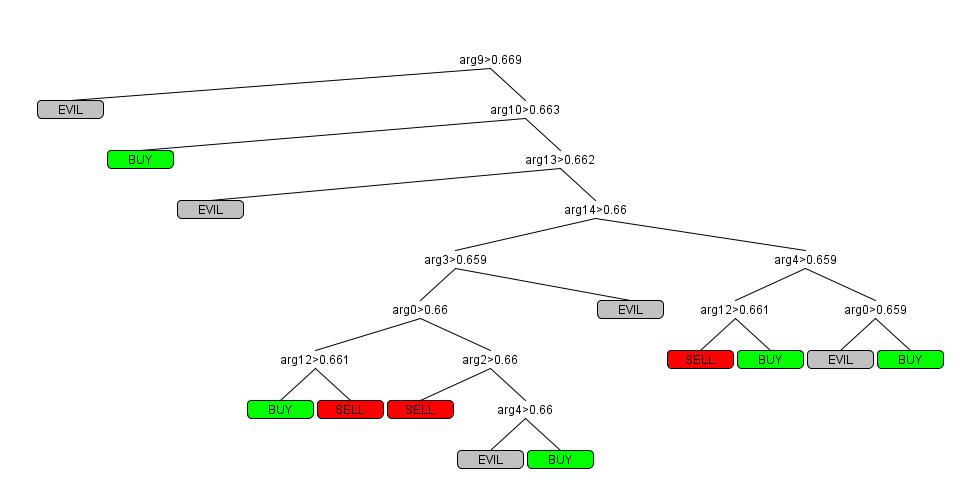 arg9>0.669
EVIL
arg10>0.663
BUY
arg13>0.662
EVIL
arg14>0.66
arg3>0.659
arg4>0.659
arg0>0.66
EVIL
arg12>0.661
arg0>0.659
arg12>0.661
arg2>0.66
SELL
BUY
EVIL
BUY
BUY
SELL
SELL
arg4>0.66
EVIL
BUY